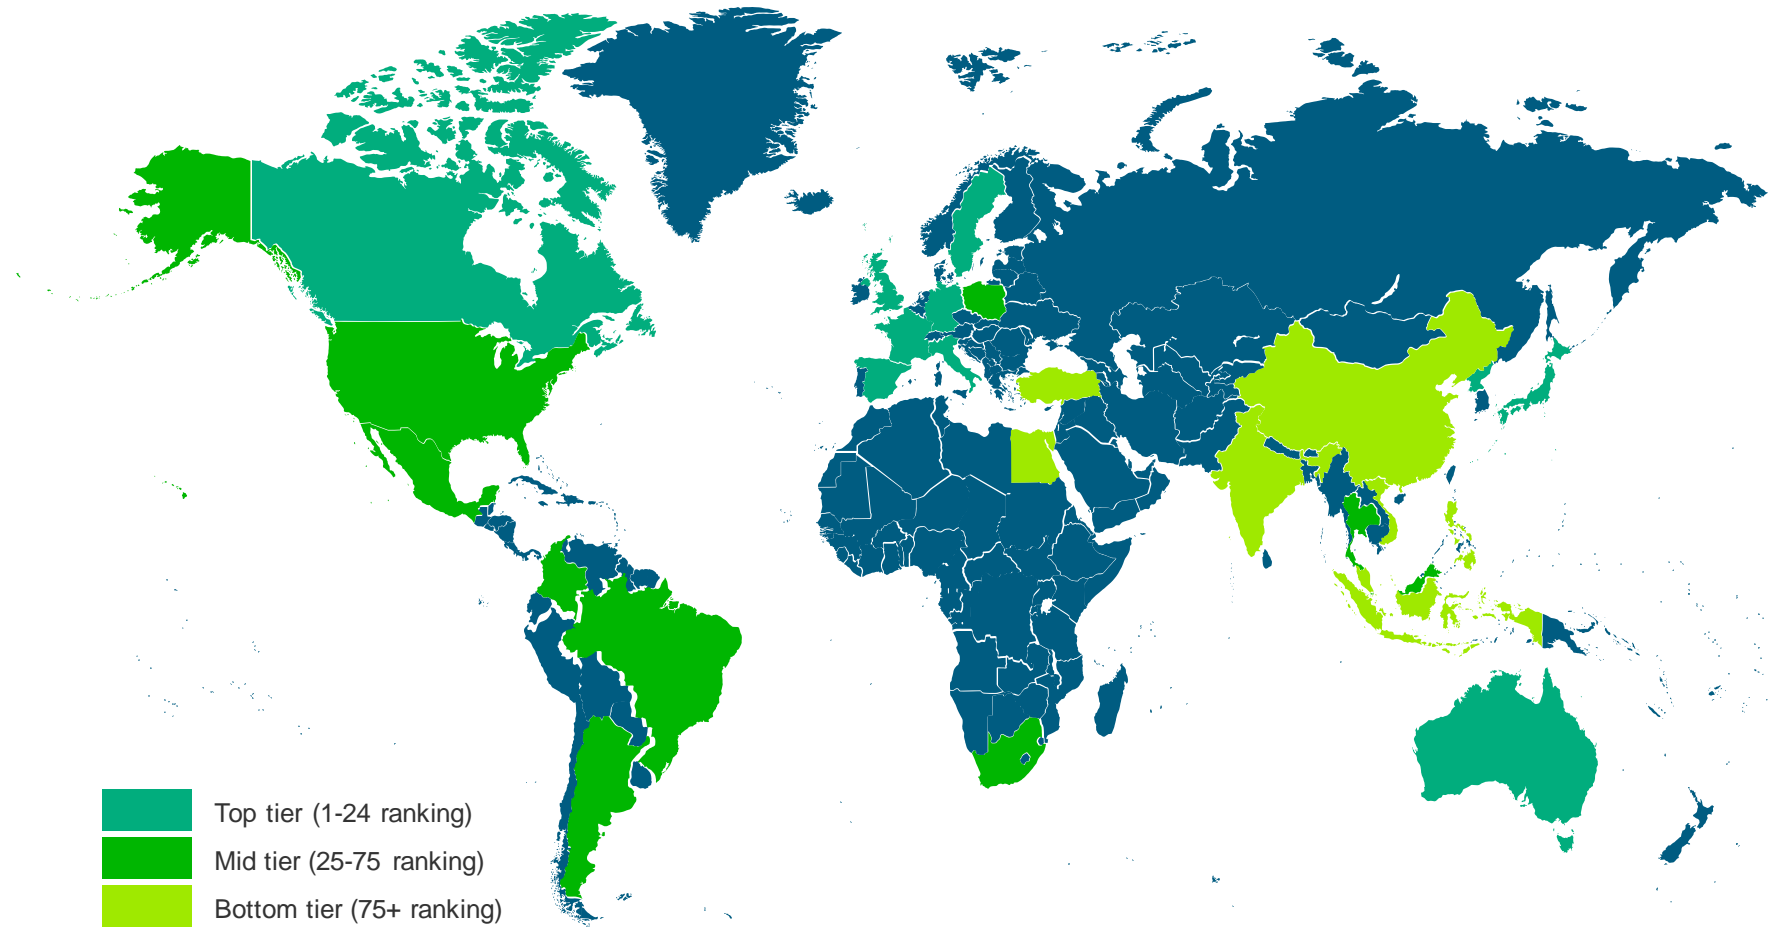 Top tier (1-24 ranking)
Mid tier (25-75 ranking)
Bottom tier (75+ ranking)